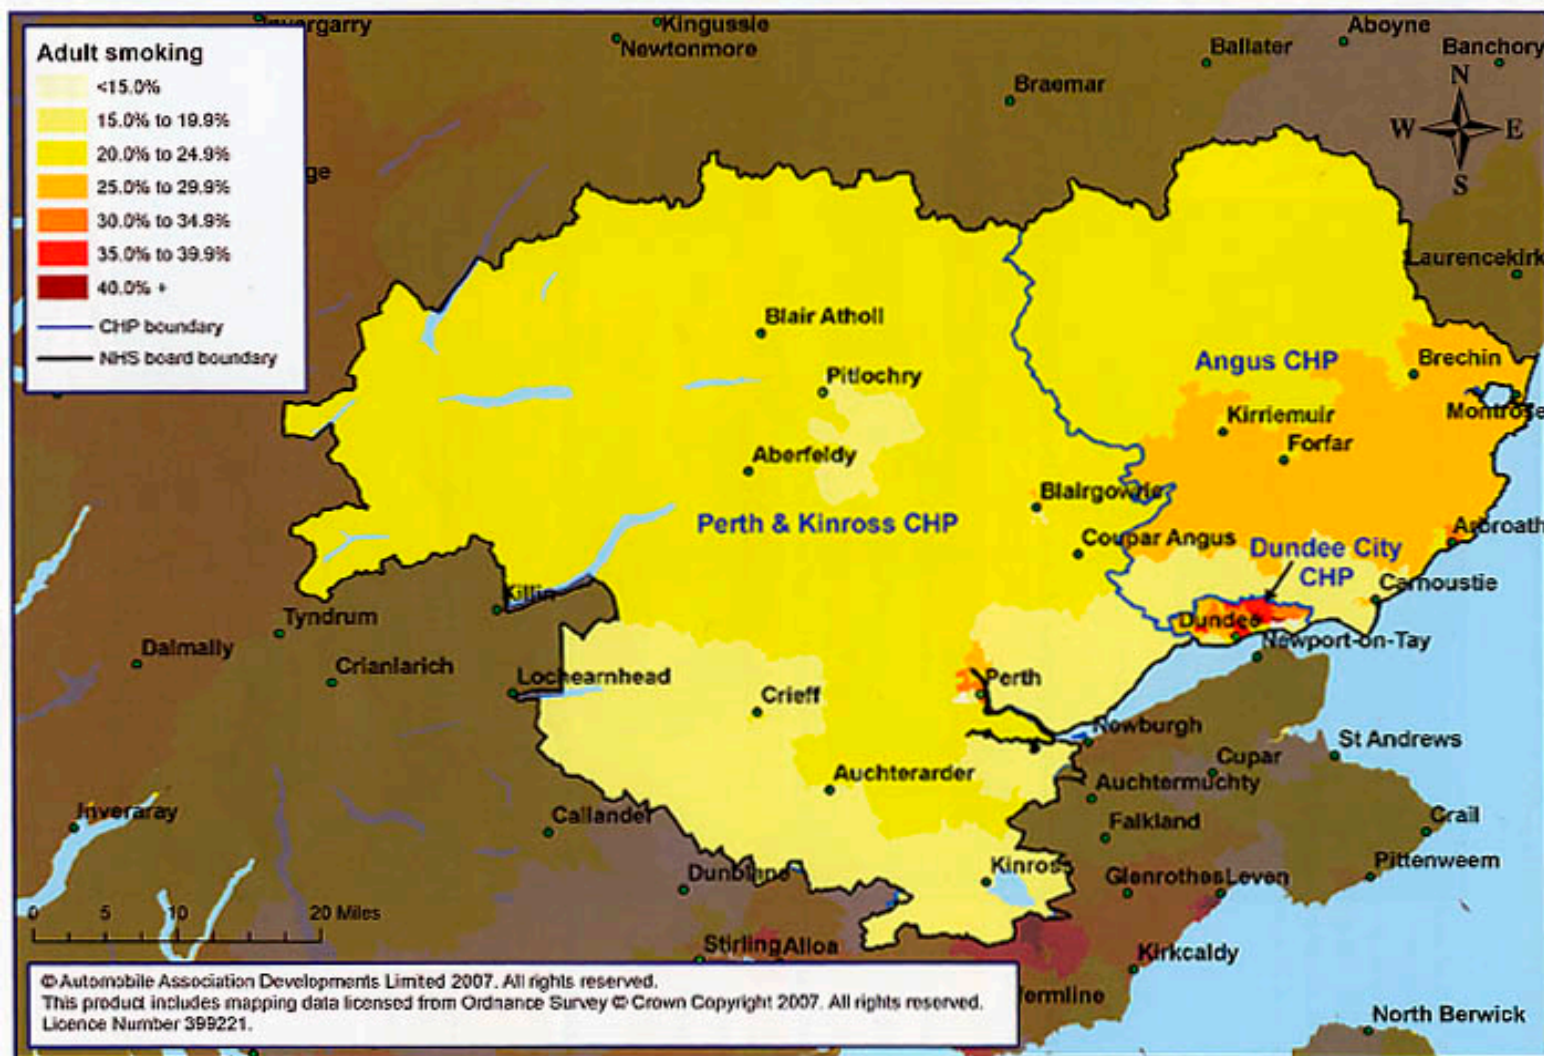 Adult smoking
<15.0%
15.0% to 19.9%
20.0% to 24.9%
25.0% to 29.9%
30.0% to 34.9%
35.0% to 39.9%
40.0% +
CHP boundary
NHS board boundary
Kingussie
Newtonmore
Aboyne
Ballater
Banchory
Braemar
N
W E
S
Laurencekirk
Blair Atholl
Angus CHP
Brechin
Pitlochry
Montrose
Kirriemuir
Forfar
Aberfeldy
Blairgowrie
Perth & Kinross CHP
Arbroath
Coupar Angus
Dundee City
CHP
Carnoustie
Killin
Tyndrum
Dundee
Newport-on-Tay
Dalmally
Crianlarich
Lochearnhead
Perth
Crieff
Newburgh
St Andrews
Cupar
Auchterarder
Auchtermuchty
Inveraray
Callander
Falkland
Crail
Kinross
Pittenweem
Dunblane
Glenrothes
Leven
0 5 10 20 Miles
Stirling
Alloa
Kirkcaldy
© Automobile Association Developments Limited 2007. All rights reserved.
This product includes mapping data licensed from Ordnance Survey © Crown Copyright 2007. All rights reserved.
Licence Number 399221.
North Berwick